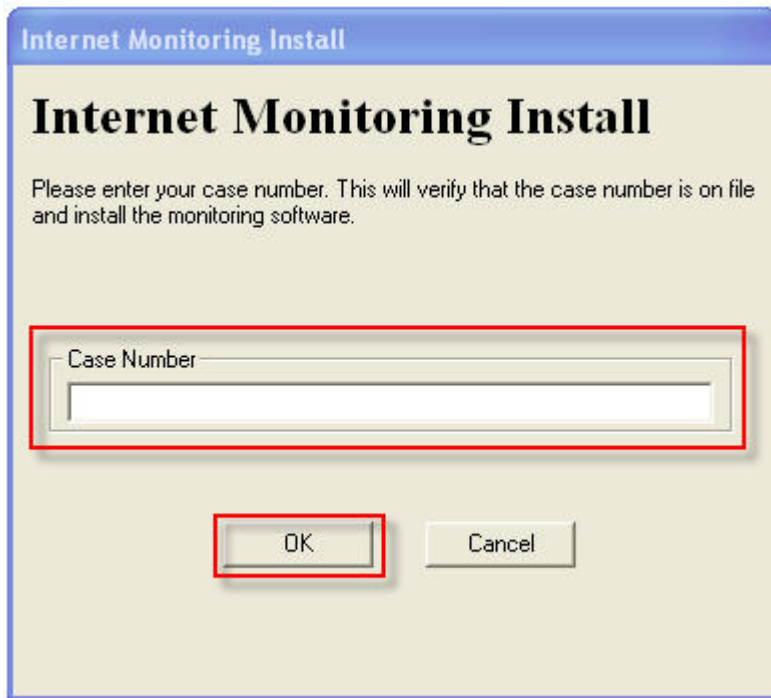 Internet Monitoring Install
Internet Monitoring Install
Please enter your case number. This will verify that the case number is on file
and install the monitoring software.
Case Number
OK
Cancel